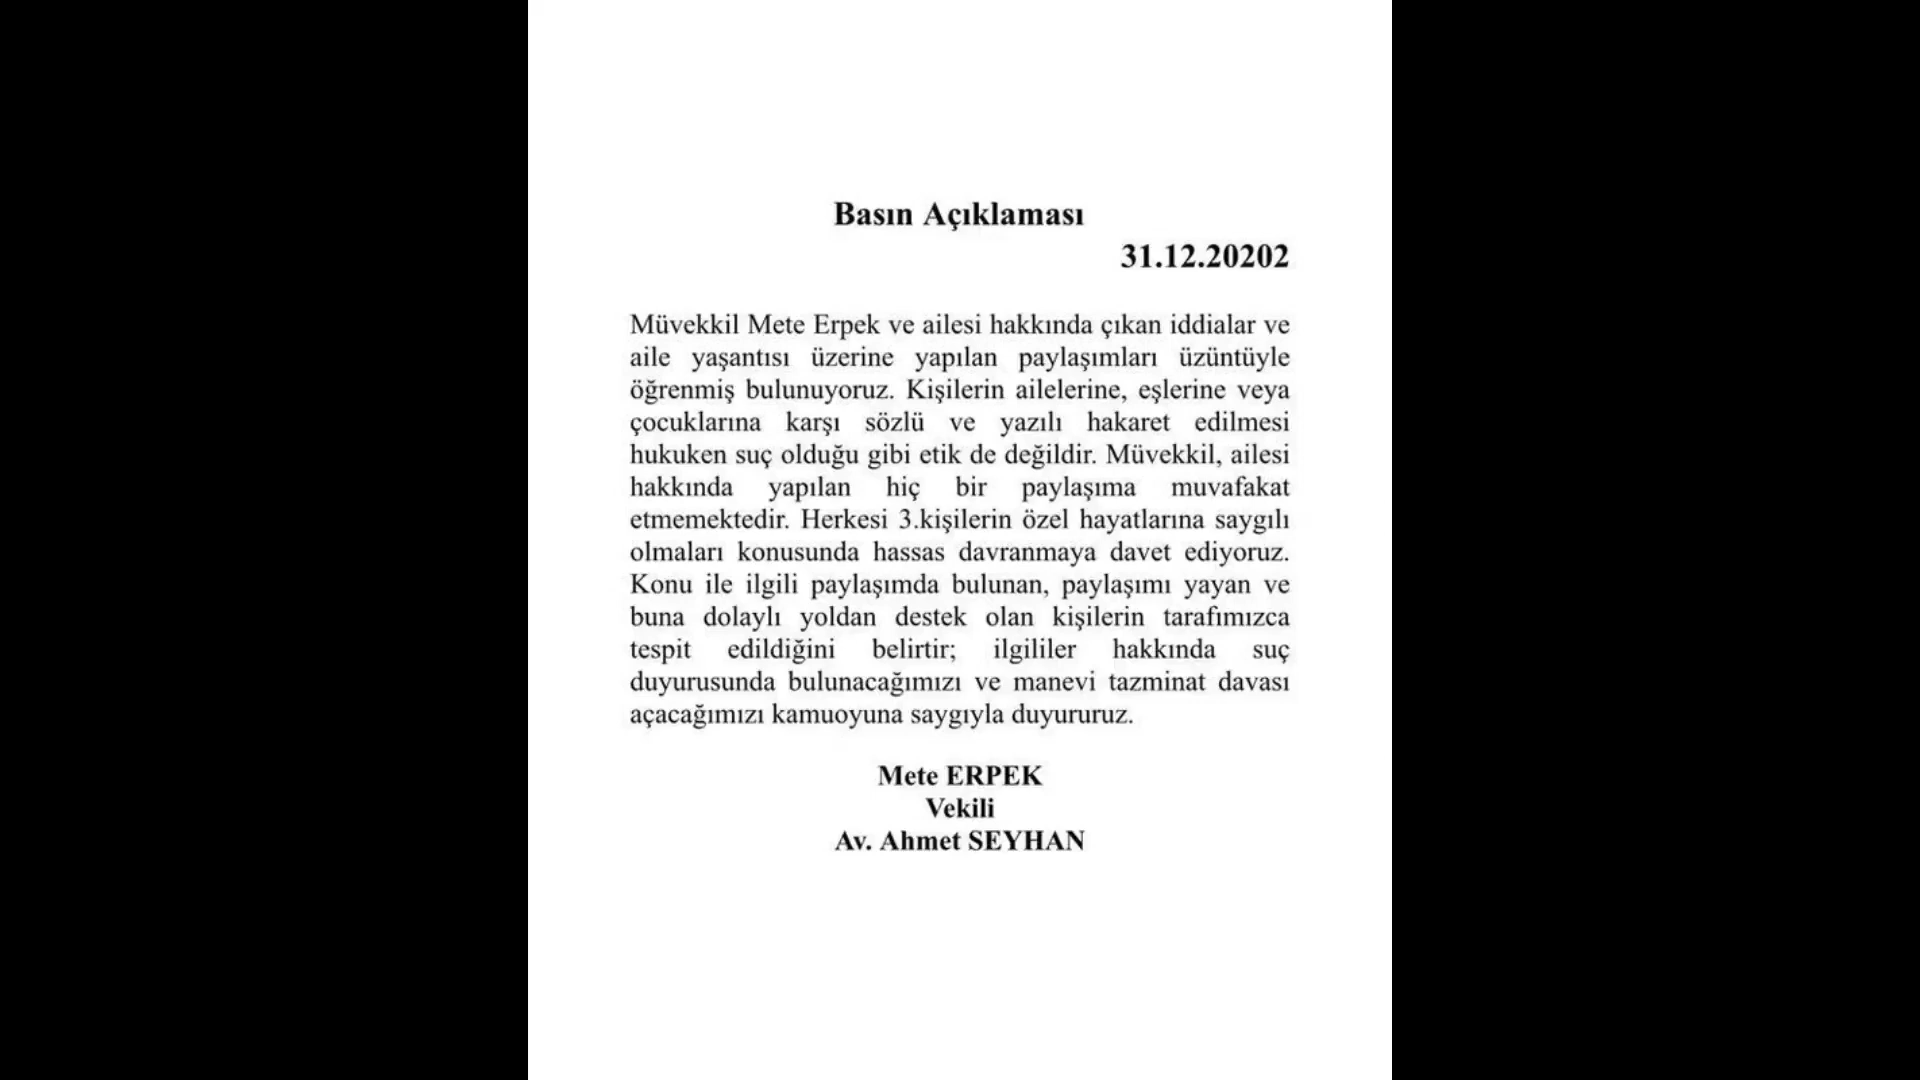 Basın Açıklaması
31.12.20202
Müvekkil Mete Erpek ve ailesi hakkında çıkan iddialar ve
aile yaşantısı üzerine yapılan paylaşımları üzüntüyle
öğrenmiş bulunuyoruz. Kişilerin ailelerine, eşlerine veya
çocuklarına karşı sözlü ve yazılı hakaret edilmesi
hukuken suç olduğu gibi etik de değildir. Müvekkil, ailesi
hakkında yapılan hiç bir paylaşıma muvafakat
etmemektedir. Herkesi 3.kişilerin özel hayatlarına saygılı
olmaları konusunda hassas davranmaya davet ediyoruz.
Konu ile ilgili paylaşımda bulunan, paylaşımı yayan ve
buna dolaylı yoldan destek olan kişilerin tarafımızca
tespit edildiğini belirtir; ilgililer hakkında suç
duyurusunda bulunacağımızı ve manevi tazminat davası
açacağımızı kamuoyuna saygıyla duyururuz.
Mete ERPEK
Vekili
Av. Ahmet SEYHAN